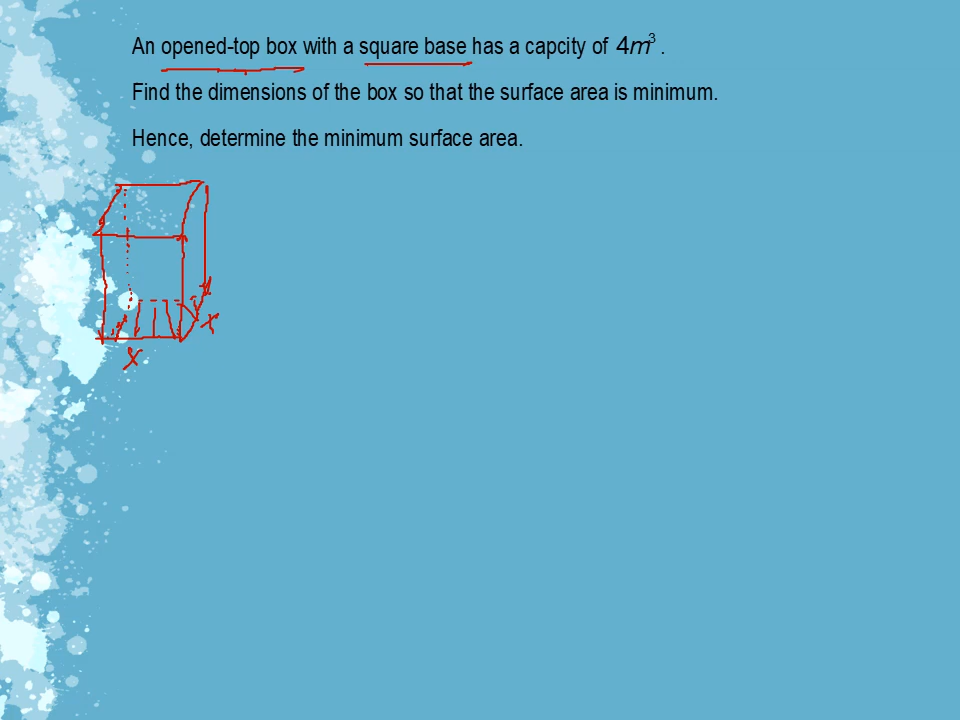 An opened-top box with a square base has a capcity of 4m³ .
Find the dimensions of the box so that the surface area is minimum.
Hence, determine the minimum surface area.
x
x